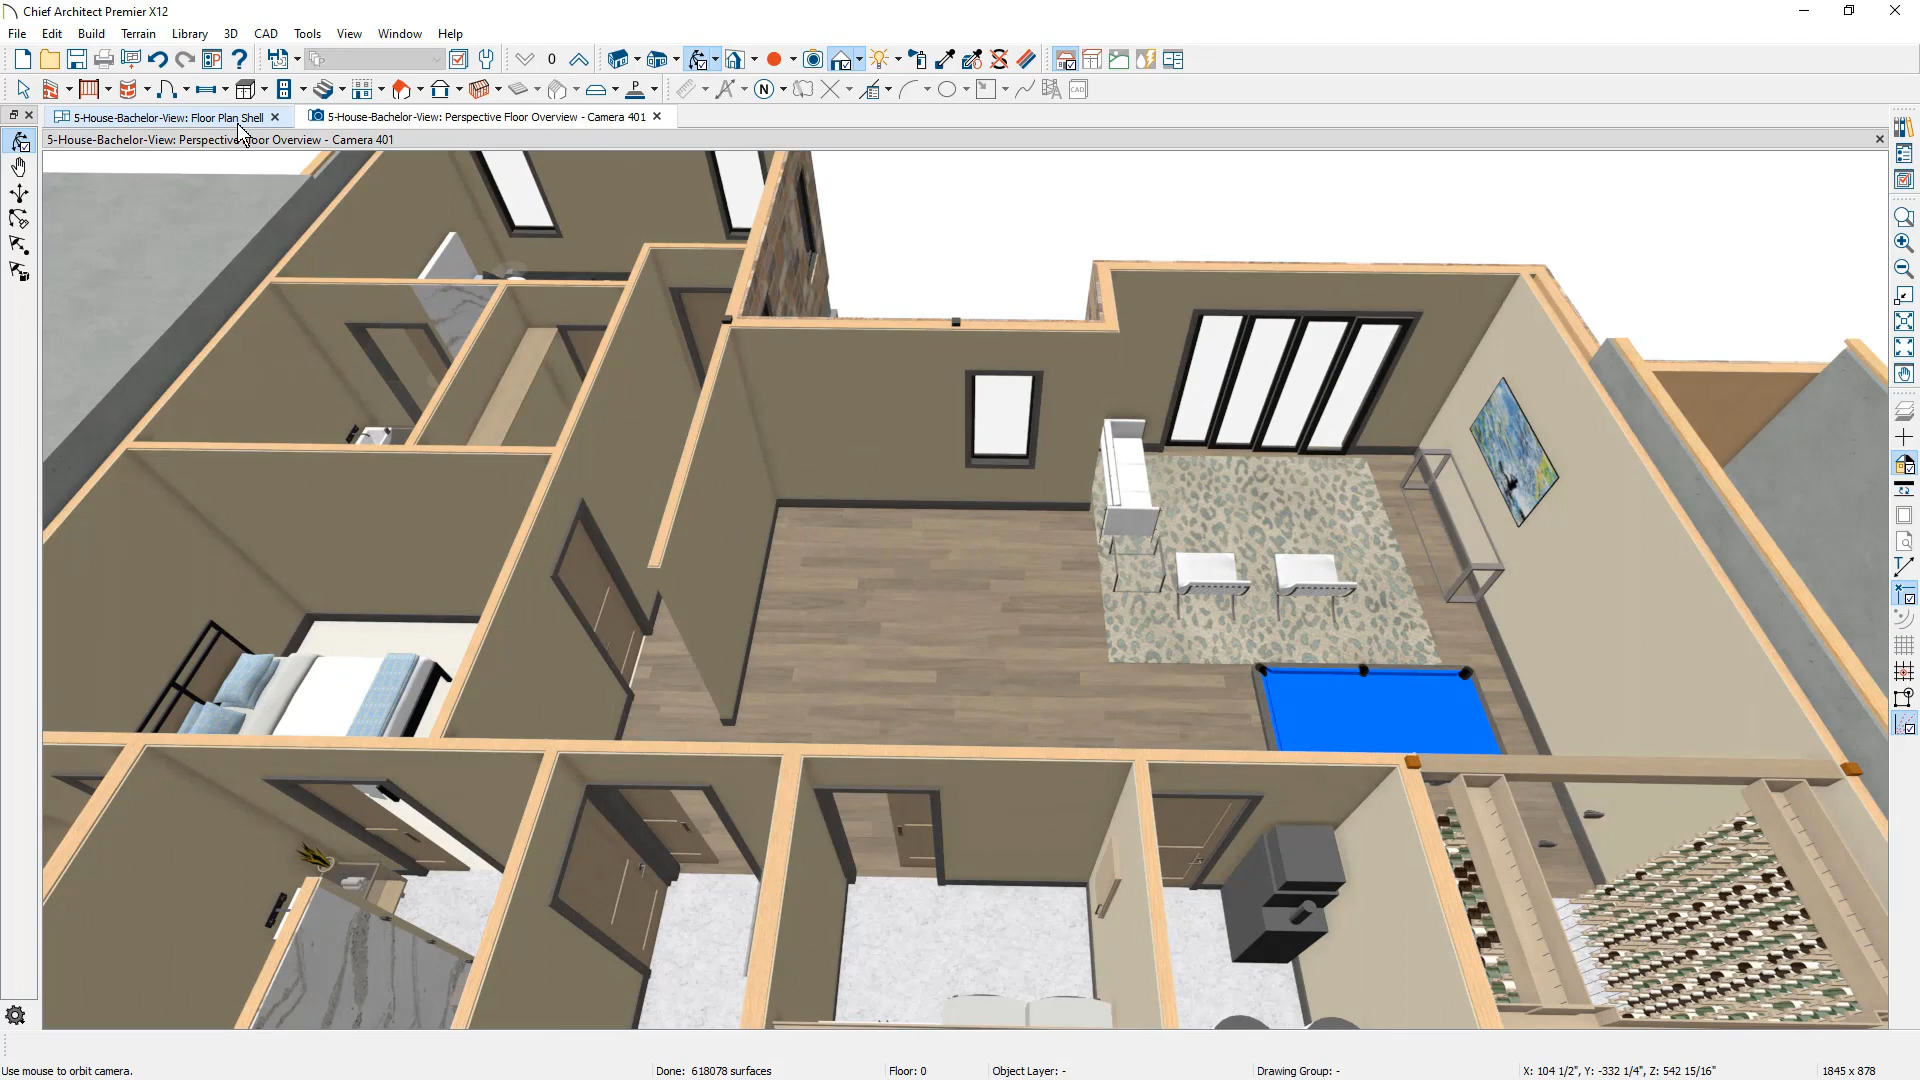 Chief Architect Premier X12
File Edit Build Terrain Library 3D CAD Tools View Window Help
0
N P CAD
5-House-Bachelor-View: Floor Plan Shell 5-House-Bachelor-View: Perspective Floor Overview - Camera 401
5-House-Bachelor-View: Perspective Floor Overview - Camera 401
Use mouse to orbit camera. Done: 618078 surfaces Floor: 0 Object Layer: - Drawing Group: - X: 104 1/2", Y: -332 1/4", Z: 542 15/16" 1845 x 878